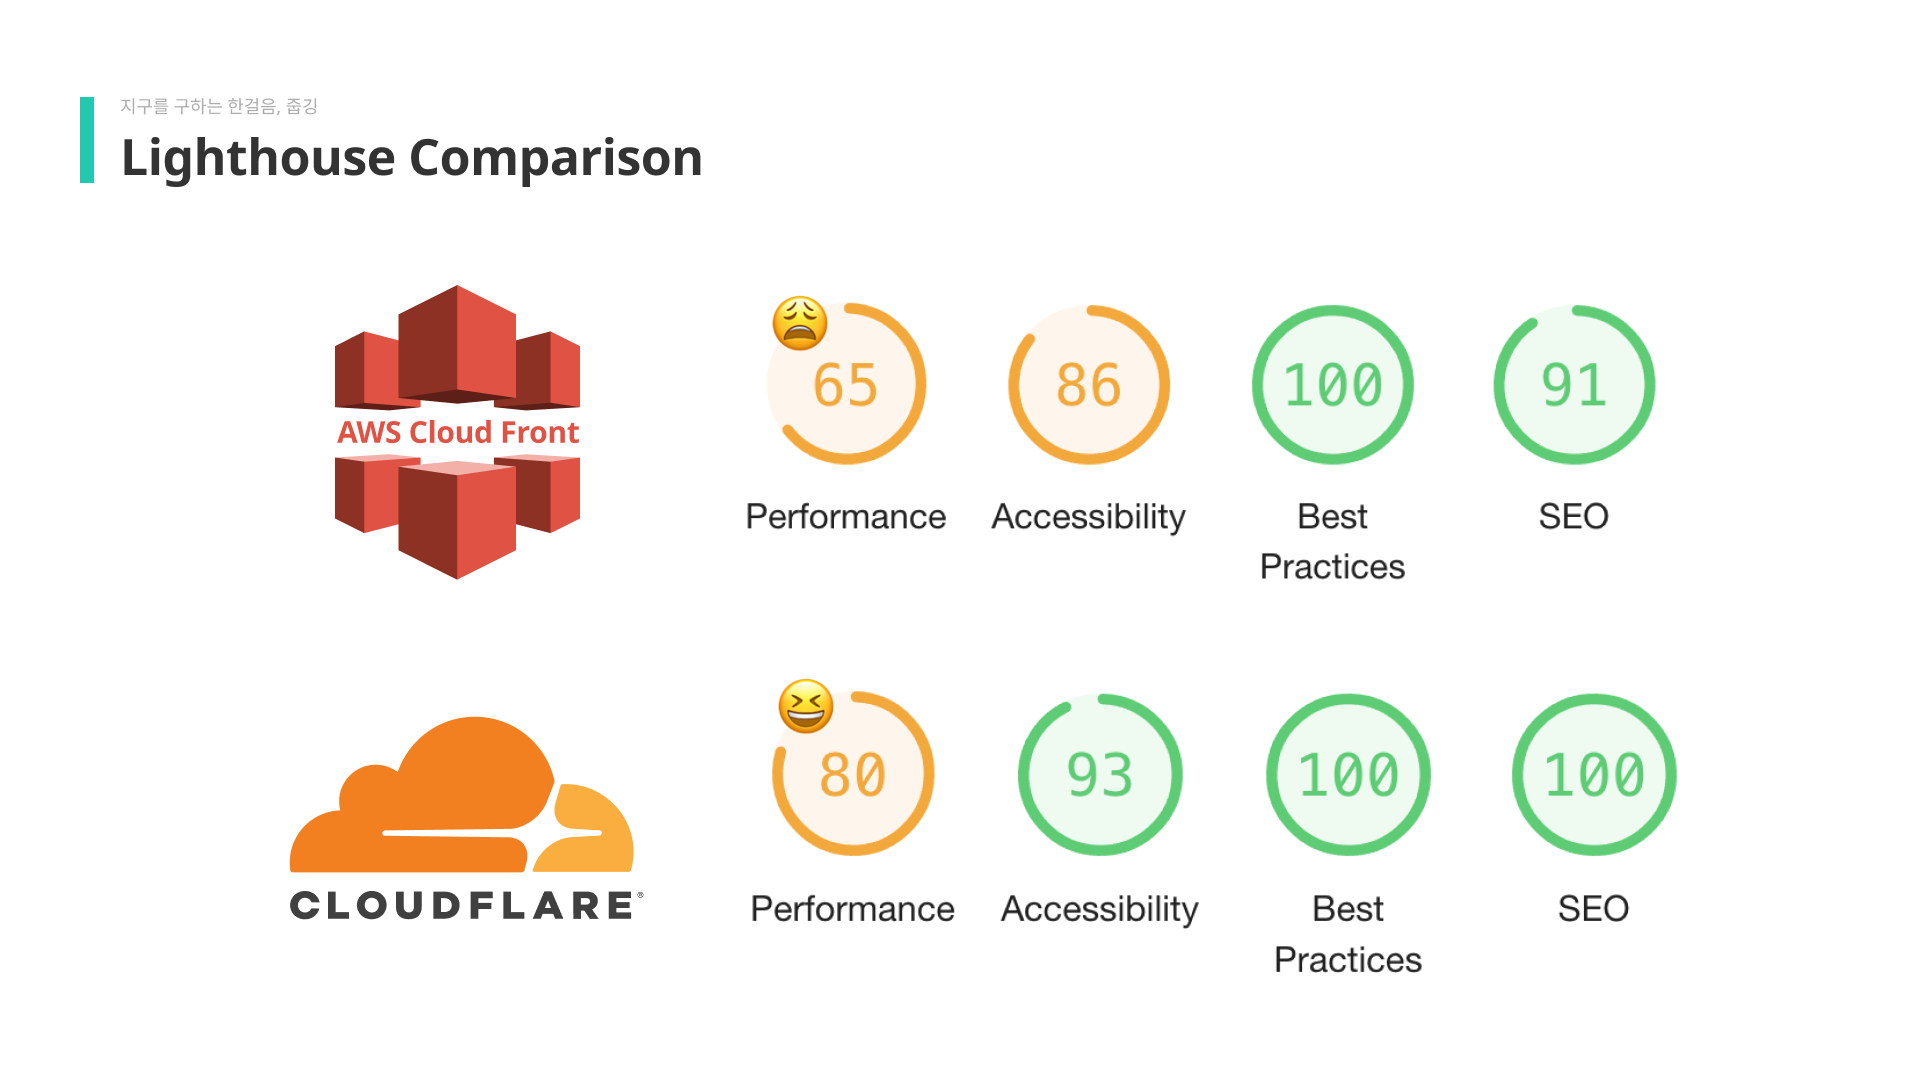 지구를 구하는 한걸음, 줍깅
Lighthouse Comparison
AWS Cloud Front
65
86
100
91
Performance
Accessibility
Best
Practices
SEO
CLOUDFLARE®
80
93
100
100
Performance
Accessibility
Best
Practices
SEO